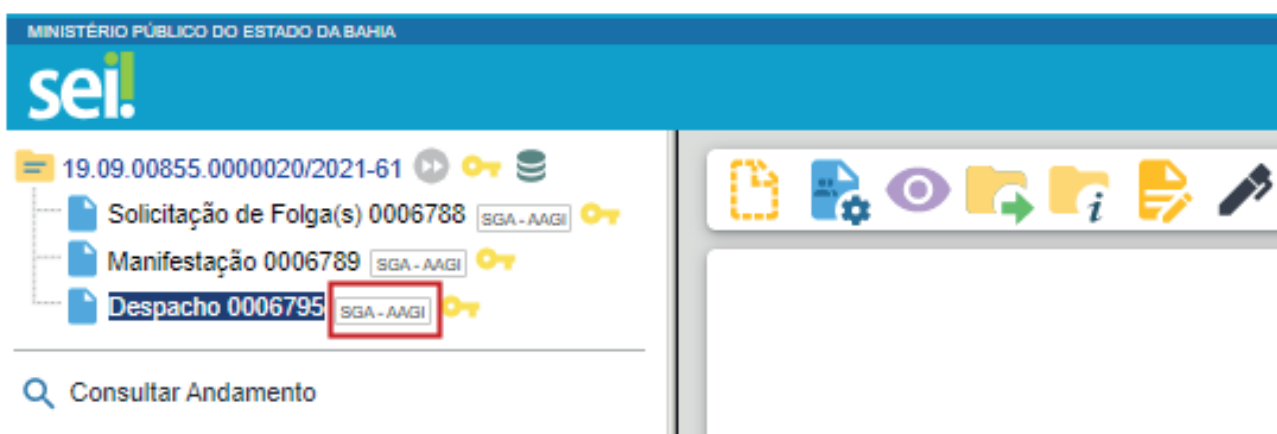 MINISTÉRIO PÚBLICO DO ESTADO DA BAHIA
sei!
19.09.00855.0000020/2021-61
Solicitação de Folga(s) 0006788 SGA - AAGI
Manifestação 0006789 SGA - AAGI
Despacho 0006795 SGA - AAGI
Consultar Andamento